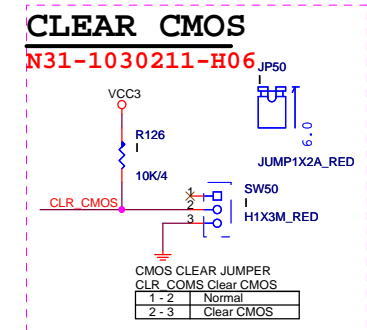 CLEAR CMOS
N31-1030211-H06
JP50
VCC3
R126
10K/4
6.0
JUMP1X2A_RED
CLR_CMOS
1
2
3
SW50
H1X3M_RED
CMOS CLEAR JUMPER
CLR_COMS Clear CMOS
1 - 2 Normal
2 - 3 Clear CMOS